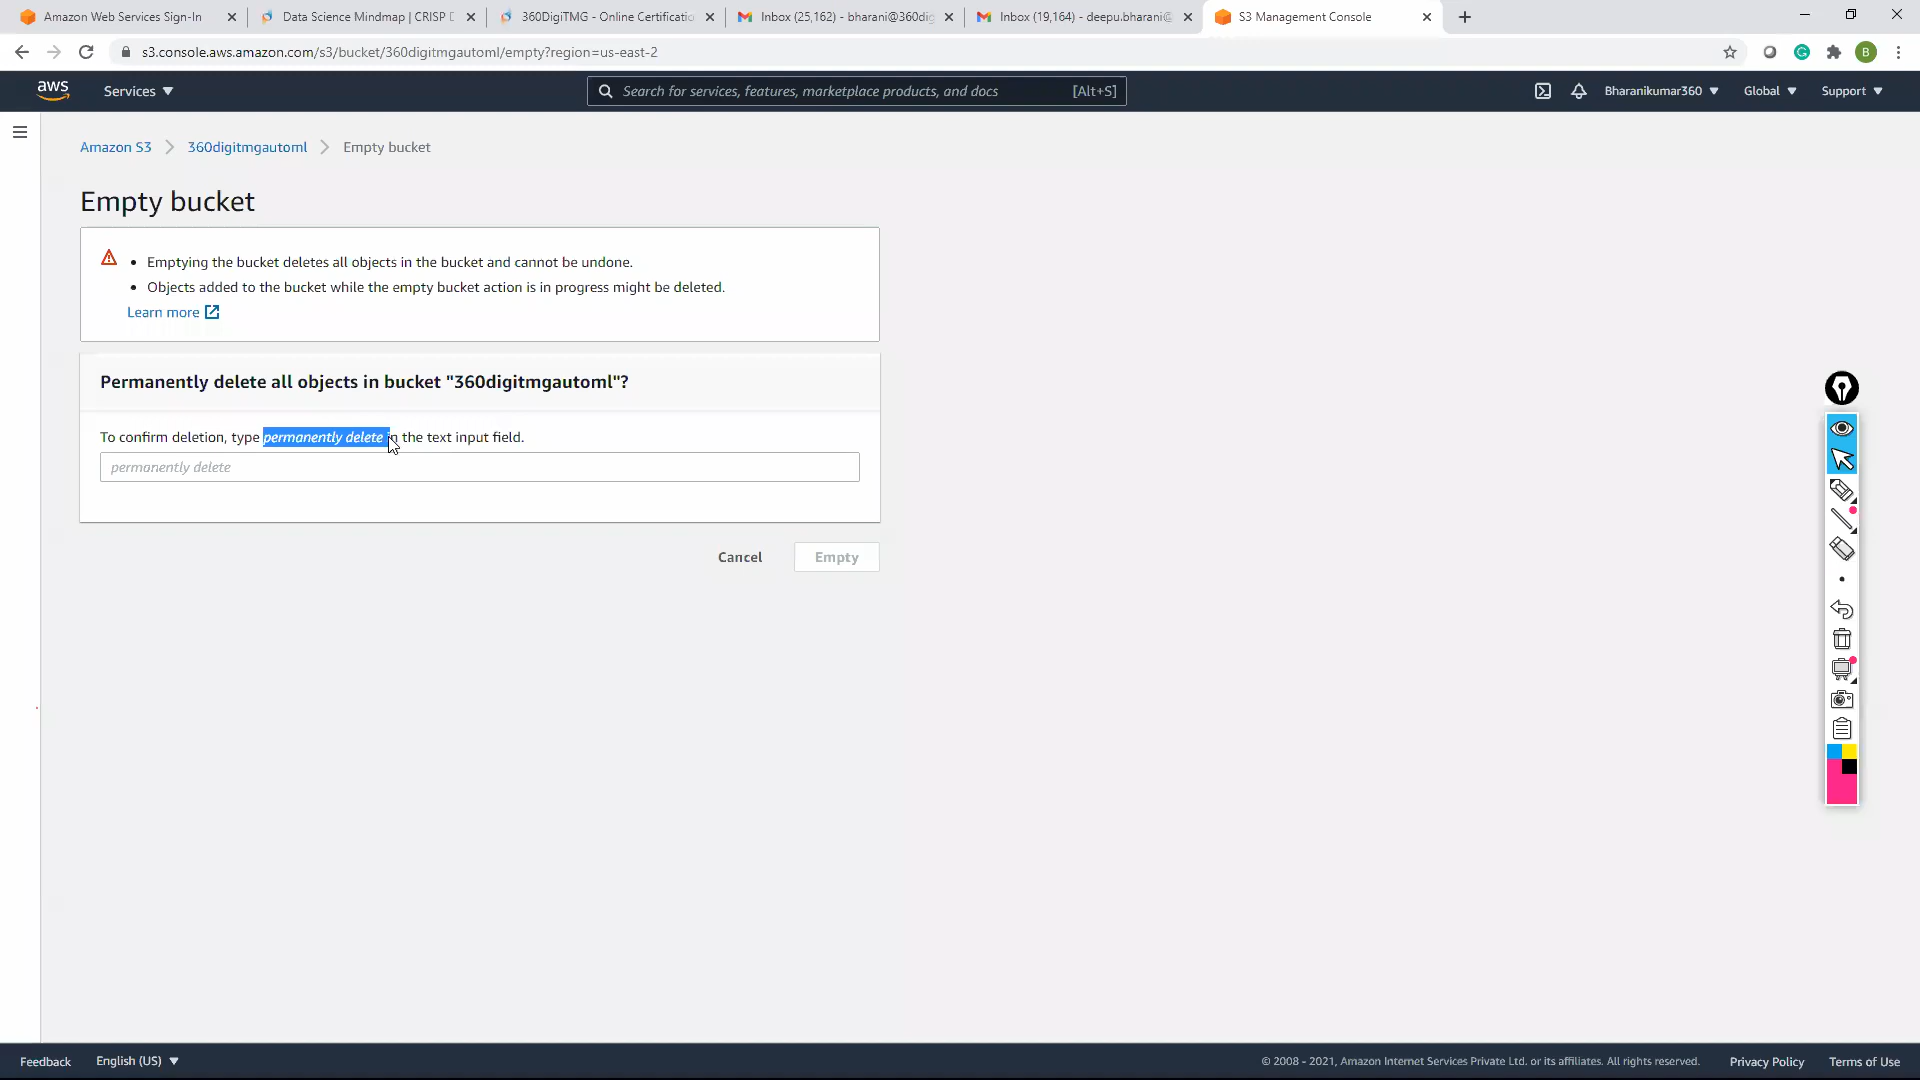 Amazon Web Services Sign-In
Data Science Mindmap | CRISP D
360DigiTMG - Online Certificatio
Inbox (25,162) - bharani@360dig
Inbox (19,164) - deepu.bharani@
S3 Management Console
s3.console.aws.amazon.com/s3/bucket/360digitmgautoml/empty?region=us-east-2
B
aws
Services
Search for services, features, marketplace products, and docs
[Alt+S]
Bharanikumar360
Global
Support
Amazon S3
360digitmgautoml
Empty bucket
Empty bucket
• Emptying the bucket deletes all objects in the bucket and cannot be undone.
• Objects added to the bucket while the empty bucket action is in progress might be deleted.
Learn more
Permanently delete all objects in bucket "360digitmgautoml"?
To confirm deletion, type permanently delete in the text input field.
permanently delete
Cancel
Empty
Feedback
English (US)
© 2008 - 2021, Amazon Internet Services Private Ltd. or its affiliates. All rights reserved.
Privacy Policy
Terms of Use